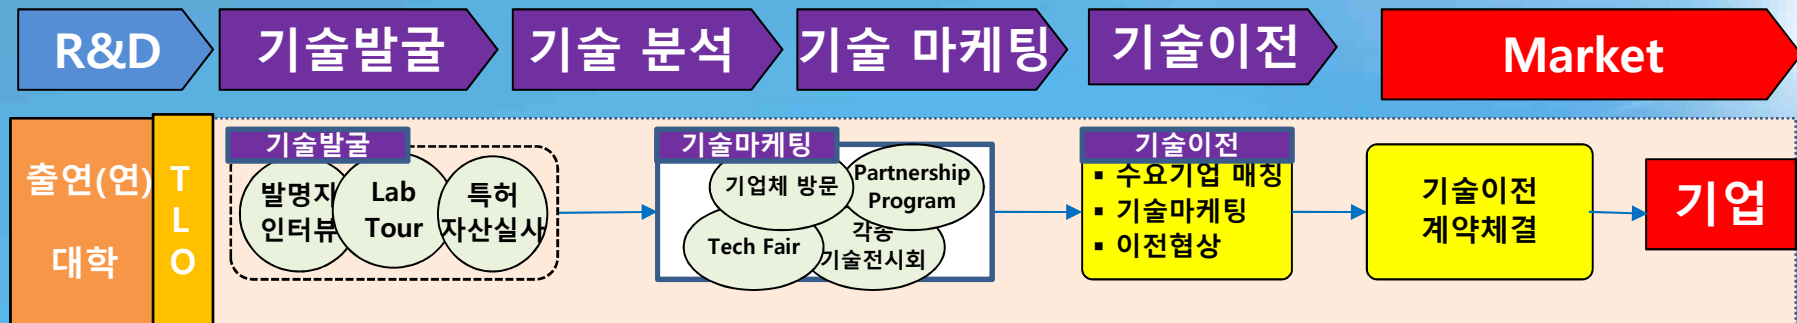 R&D
기술발굴
기술 분석
기술 마케팅
기술이전
Market
출연(연)
대학
T
L
O
기술발굴
발명자
인터뷰
Lab
Tour
특허
자산실사
기술마케팅
기업체 방문
Partnership
Program
Tech Fair
각종
기술전시회
기술이전
▪ 수요기업 매칭
▪ 기술마케팅
▪ 이전협상
기술이전
계약체결
기업